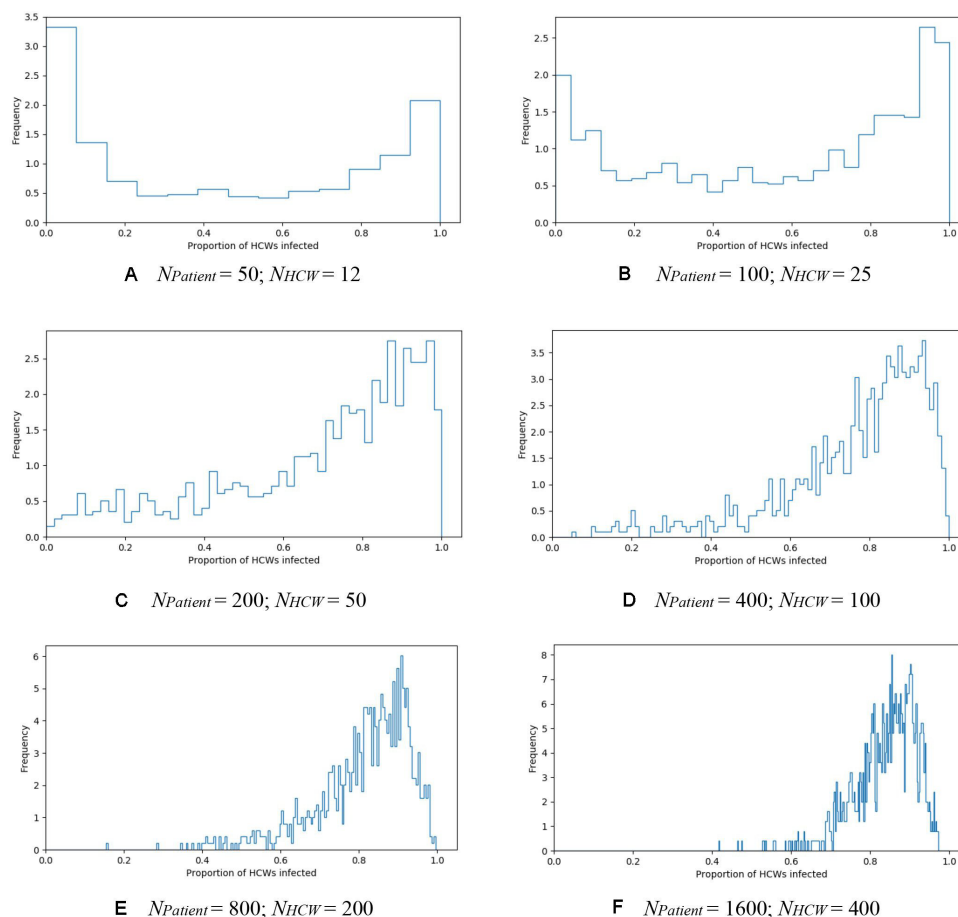 3.5
3.0
2.5
2.0
1.5
1.0
0.5
0.0
Frequency
0.0 0.2 0.4 0.6 0.8 1.0
Proportion of HCWs infected
A NPatient = 50; NHCW = 12
2.5
2.0
1.5
1.0
0.5
0.0
Frequency
0.0 0.2 0.4 0.6 0.8 1.0
Proportion of HCWs infected
B NPatient = 100; NHCW = 25
2.5
2.0
1.5
1.0
0.5
0.0
Frequency
0.0 0.2 0.4 0.6 0.8 1.0
Proportion of HCWs infected
C NPatient = 200; NHCW = 50
3.5
3.0
2.5
2.0
1.5
1.0
0.5
0.0
Frequency
0.0 0.2 0.4 0.6 0.8 1.0
Proportion of HCWs infected
D NPatient = 400; NHCW = 100
6
5
4
3
2
1
0
Frequency
0.0 0.2 0.4 0.6 0.8 1.0
Proportion of HCWs infected
E NPatient = 800; NHCW = 200
8
7
6
5
4
3
2
1
0
Frequency
0.0 0.2 0.4 0.6 0.8 1.0
Proportion of HCWs infected
F NPatient = 1600; NHCW = 400